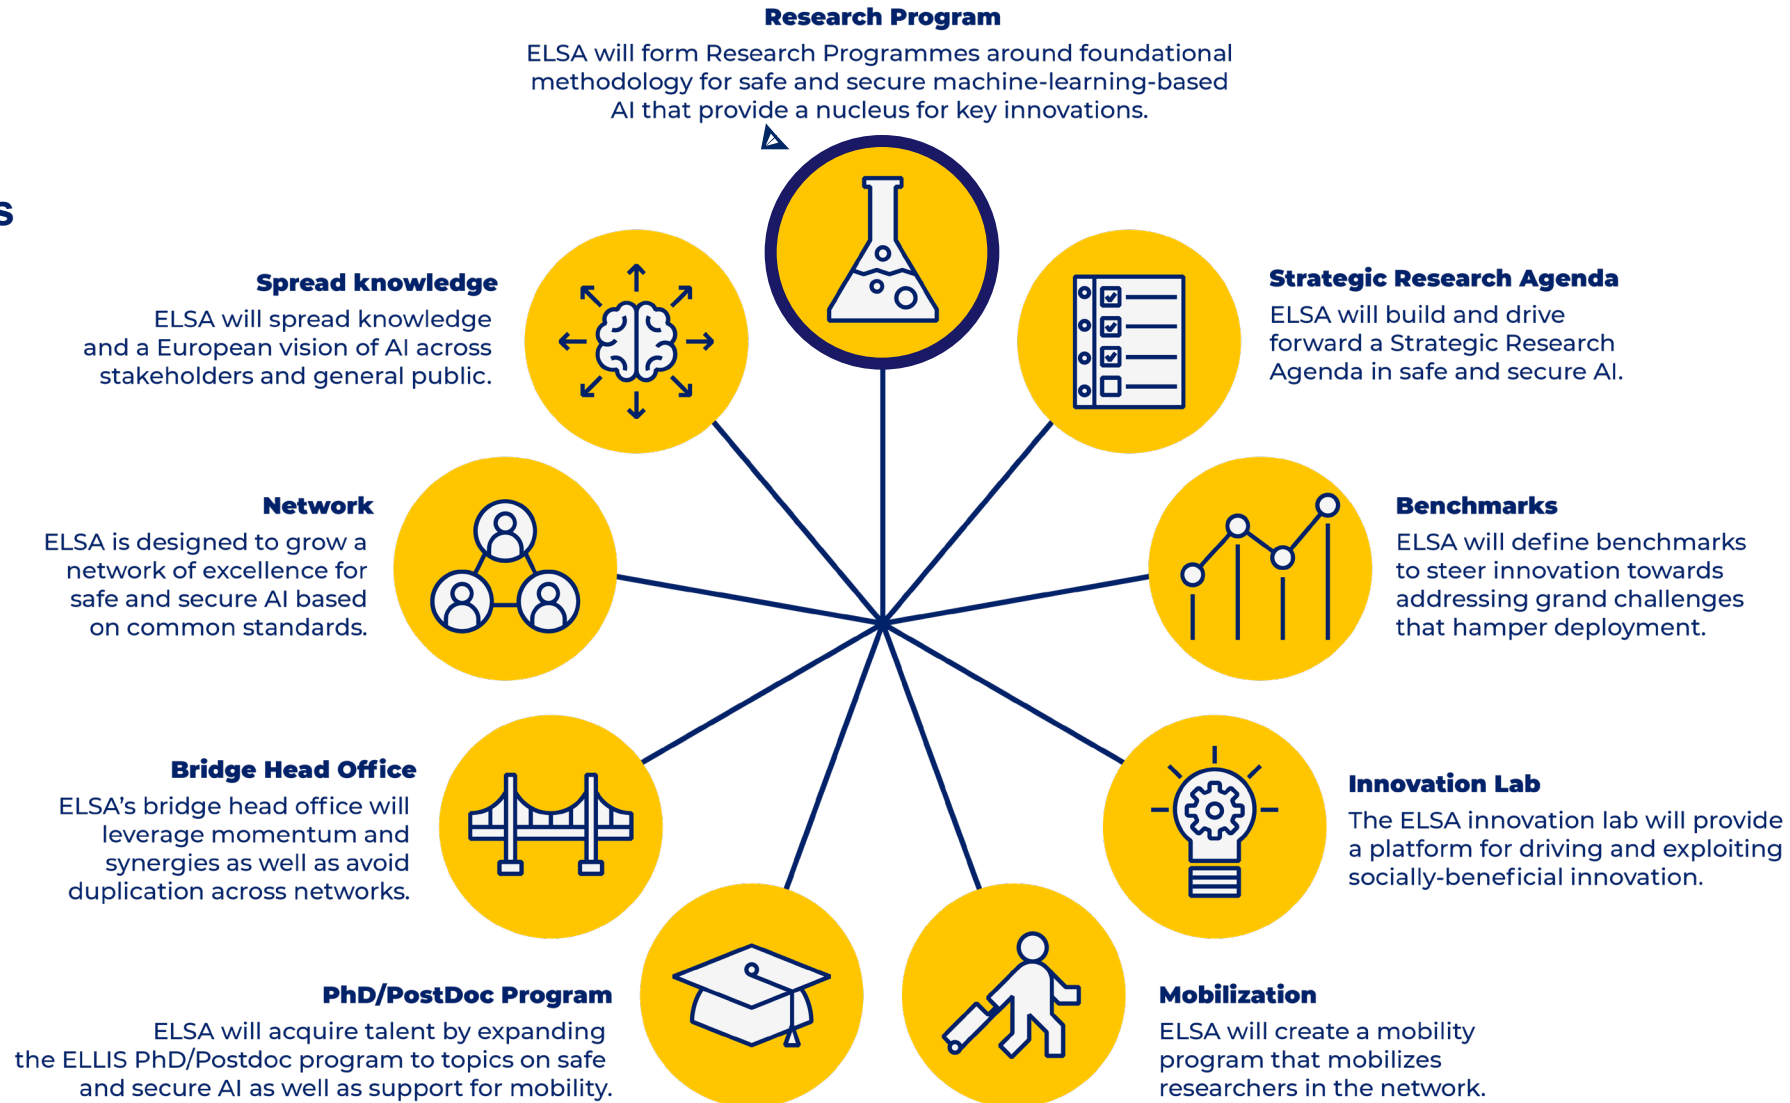 Research Program
ELSA will form Research Programmes around foundational
methodology for safe and secure machine-learning-based
AI that provide a nucleus for key innovations.
s
Spread knowledge
ELSA will spread knowledge
and a European vision of AI across
stakeholders and general public.
Strategic Research Agenda
ELSA will build and drive
forward a Strategic Research
Agenda in safe and secure AI.
Network
ELSA is designed to grow a
network of excellence for
safe and secure AI based
on common standards.
Benchmarks
ELSA will define benchmarks
to steer innovation towards
addressing grand challenges
that hamper deployment.
Bridge Head Office
ELSA’s bridge head office will
leverage momentum and
synergies as well as avoid
duplication across networks.
Innovation Lab
The ELSA innovation lab will provide
a platform for driving and exploiting
socially-beneficial innovation.
PhD/PostDoc Program
ELSA will acquire talent by expanding
the ELLIS PhD/Postdoc program to topics on safe
and secure AI as well as support for mobility.
Mobilization
ELSA will create a mobility
program that mobilizes
researchers in the network.